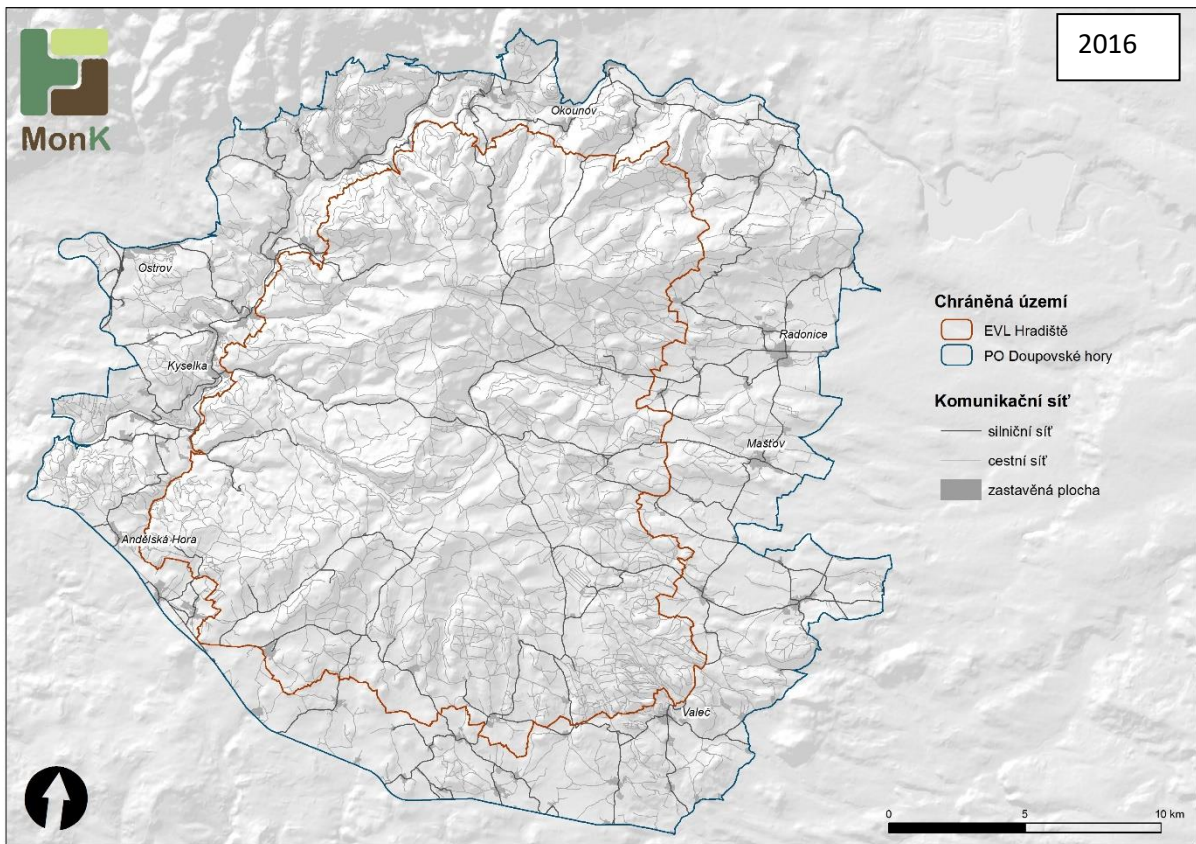 2016
MonK
Okounov
Ostrov
Kyselka
Radonice
Mašťov
Andělská Hora
Valeč
Chráněná území
EVL Hradiště
PO Doupovské hory
Komunikační síť
silniční síť
cestní síť
zastavěná plocha
0 5 10 km